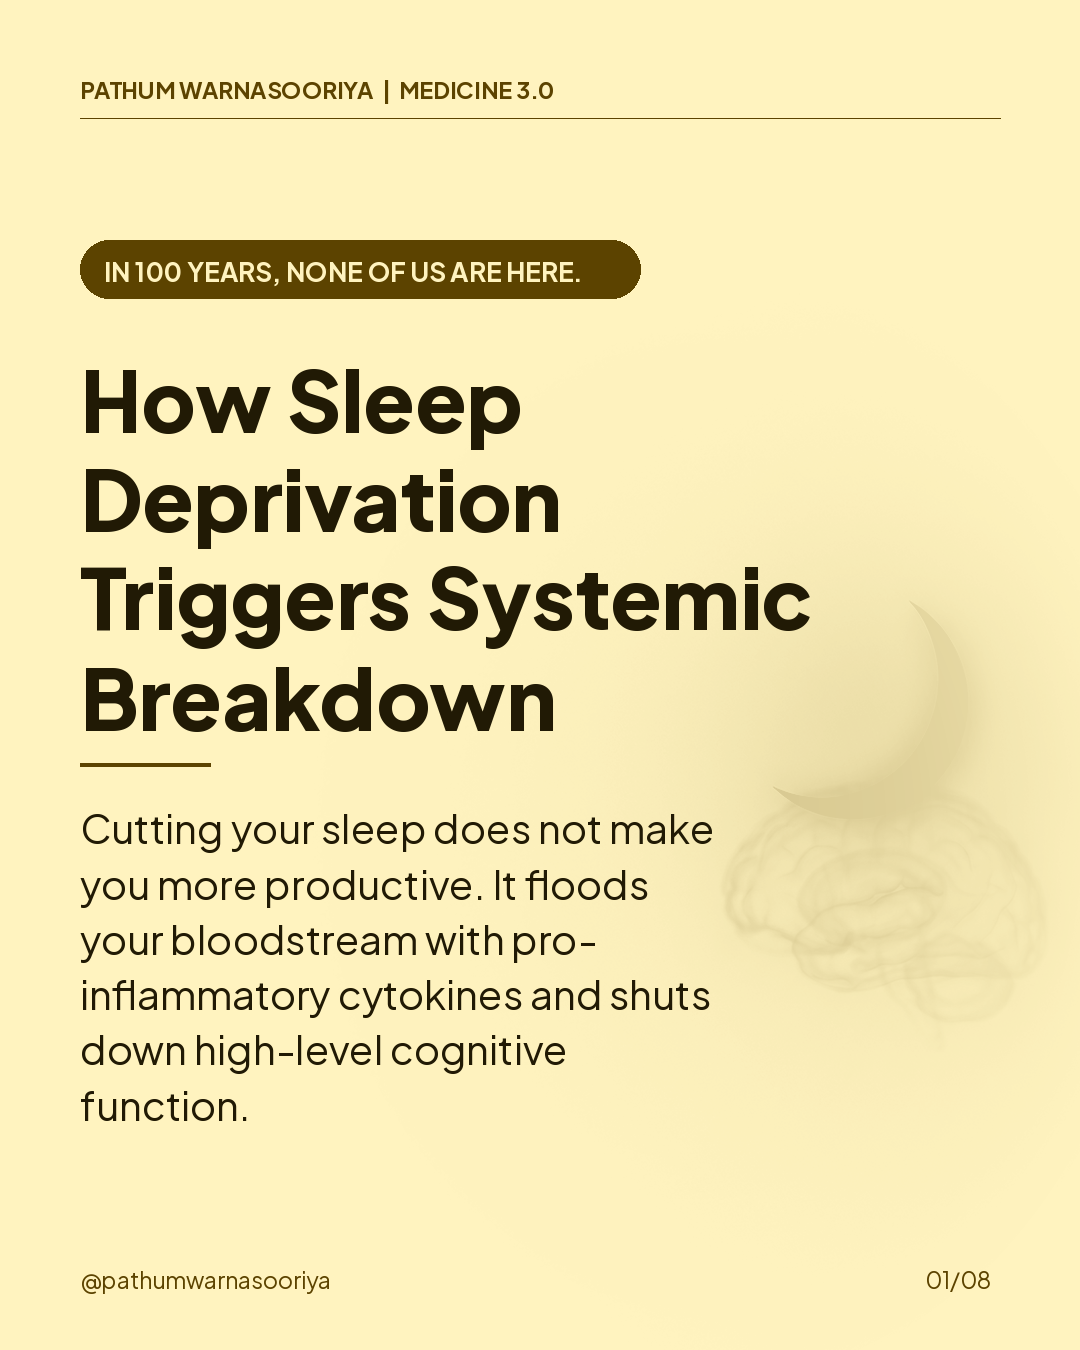 PATHUM WARNASOORIYA | MEDICINE 3.0
IN 100 YEARS, NONE OF US ARE HERE.
How Sleep
Deprivation
Triggers Systemic
Breakdown
Cutting your sleep does not make
you more productive. It floods
your bloodstream with pro-
inflammatory cytokines and shuts
down high-level cognitive
function.
@pathumwarnasooriya
01/08